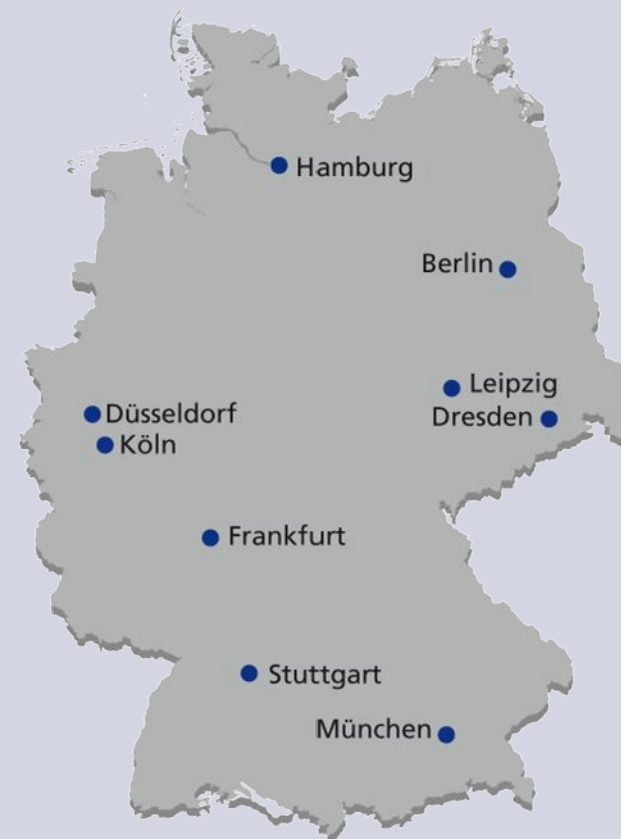 Hamburg
Berlin
Leipzig
Dresden
Düsseldorf
Köln
Frankfurt
Stuttgart
München